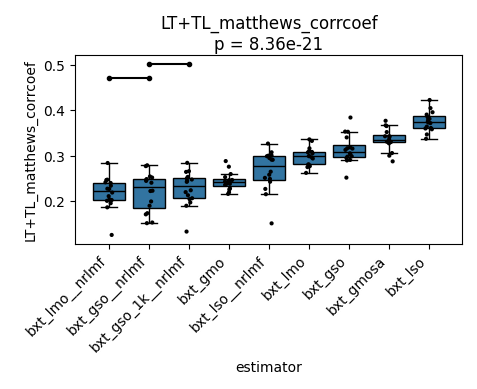 LT+TL_matthews_corrcoef
p = 8.36e-21
LT+TL_matthews_corrcoef
0.5
0.4
0.3
0.2
bxt_lmo__nrlmf
bxt_gso__nrlmf
bxt_gso_1k__nrlmf
bxt_gmo
bxt_lso__nrlmf
bxt_lmo
bxt_gso
bxt_gmosa
bxt_lso
estimator